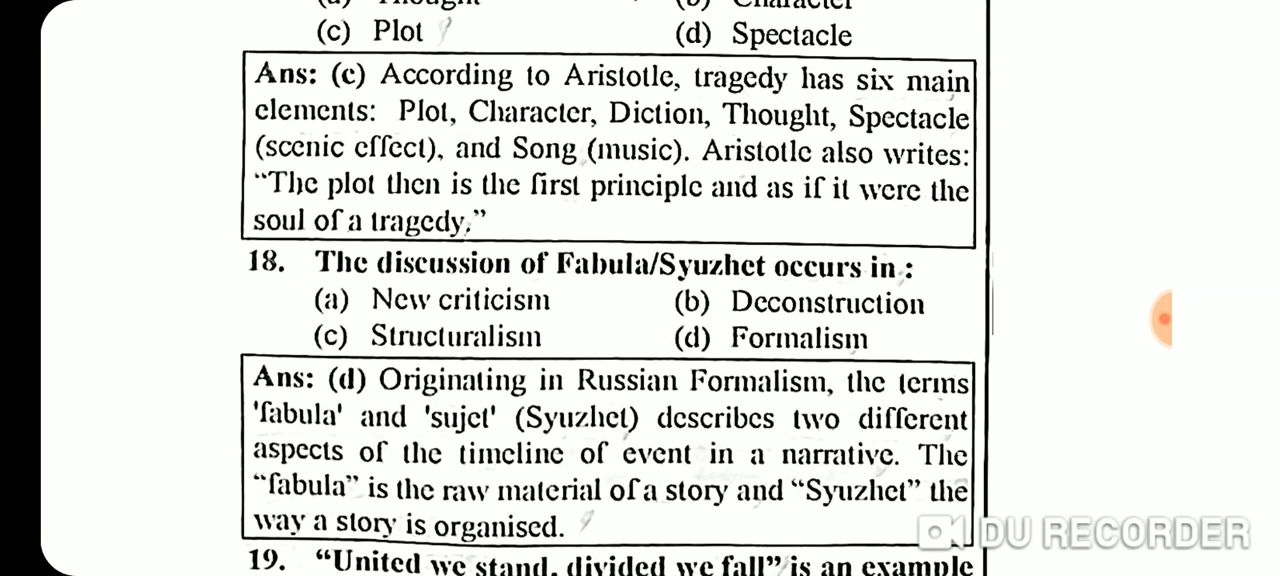 (a) Thought (b) Character
(c) Plot (d) Spectacle
Ans: (c) According to Aristotle, tragedy has six main
elements: Plot, Character, Diction, Thought, Spectacle
(scenic effect), and Song (music). Aristotle also writes:
“The plot then is the first principle and as if it were the
soul of a tragedy.”
18. The discussion of Fabula/Syuzhet occurs in :
(a) New criticism (b) Deconstruction
(c) Structuralism (d) Formalism
Ans: (d) Originating in Russian Formalism, the terms
'fabula' and 'sujet' (Syuzhet) describes two different
aspects of the timeline of event in a narrative. The
“fabula” is the raw material of a story and “Syuzhet” the
way a story is organised.
DU RECORDER
19. “United we stand, divided we fall” is an example